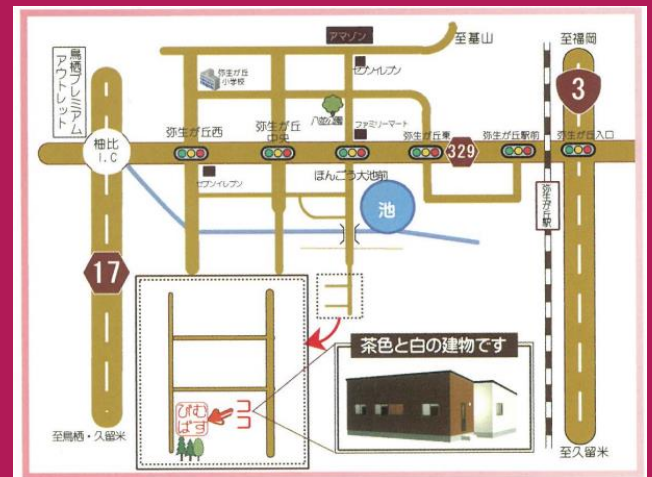 アマゾン
至基山
至福岡
鳥栖プレミアム
アウトレット
セブンイレブン
弥生が丘
小学校
3
八並公園
ファミリーマート
弥生が丘西
弥生が丘
中央
弥生が丘東
弥生が丘駅前
弥生が丘入口
柚比
I.C
329
ほんごう大池前
セブンイレブン
池
弥生が丘駅
17
茶色と白の建物です
ぴむ
ぱす
ココ
至鳥栖・久留米
至久留米